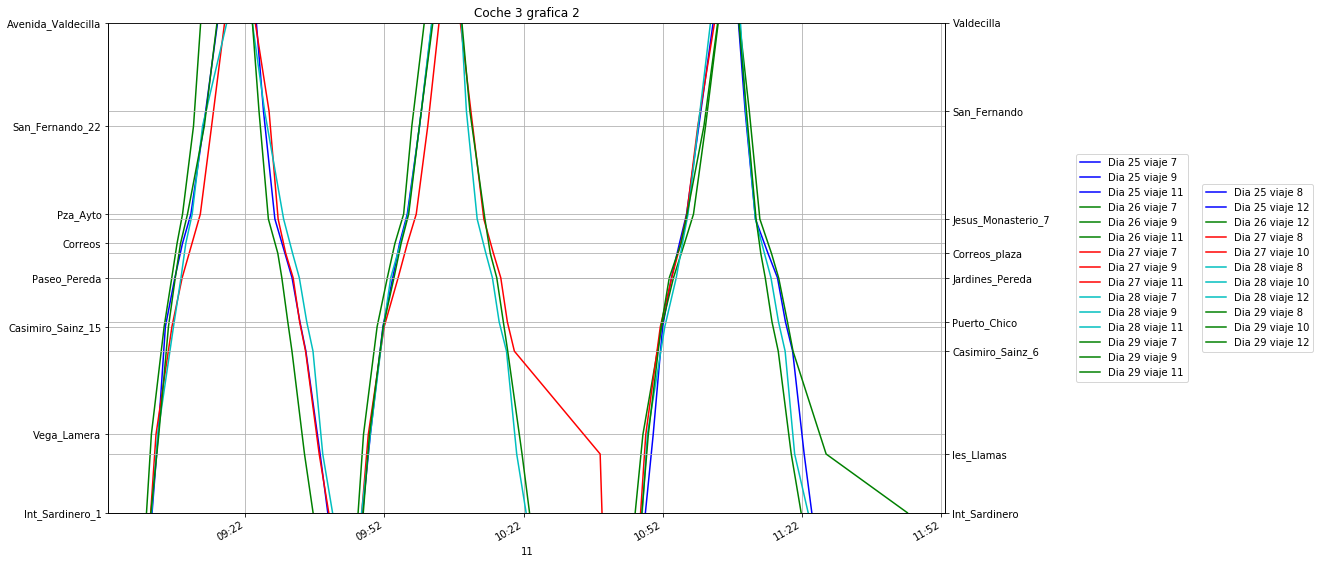 Coche 3 grafica 2
Avenida_Valdecilla
San_Fernando_22
Pza_Ayto
Correos
Paseo_Pereda
Casimiro_Sainz_15
Vega_Lamera
Int_Sardinero_1
Valdecilla
San_Fernando
Jesus_Monasterio_7
Correos_plaza
Jardines_Pereda
Puerto_Chico
Casimiro_Sainz_6
Ies_Llamas
Int_Sardinero
09:22
09:52
10:22
10:52
11:22
11:52
11
Dia 25 viaje 7
Dia 25 viaje 9
Dia 25 viaje 11
Dia 26 viaje 7
Dia 26 viaje 9
Dia 26 viaje 11
Dia 27 viaje 7
Dia 27 viaje 9
Dia 27 viaje 11
Dia 28 viaje 7
Dia 28 viaje 9
Dia 28 viaje 11
Dia 29 viaje 7
Dia 29 viaje 9
Dia 29 viaje 11
Dia 25 viaje 8
Dia 25 viaje 12
Dia 26 viaje 12
Dia 27 viaje 8
Dia 27 viaje 10
Dia 28 viaje 8
Dia 28 viaje 10
Dia 28 viaje 12
Dia 29 viaje 8
Dia 29 viaje 10
Dia 29 viaje 12